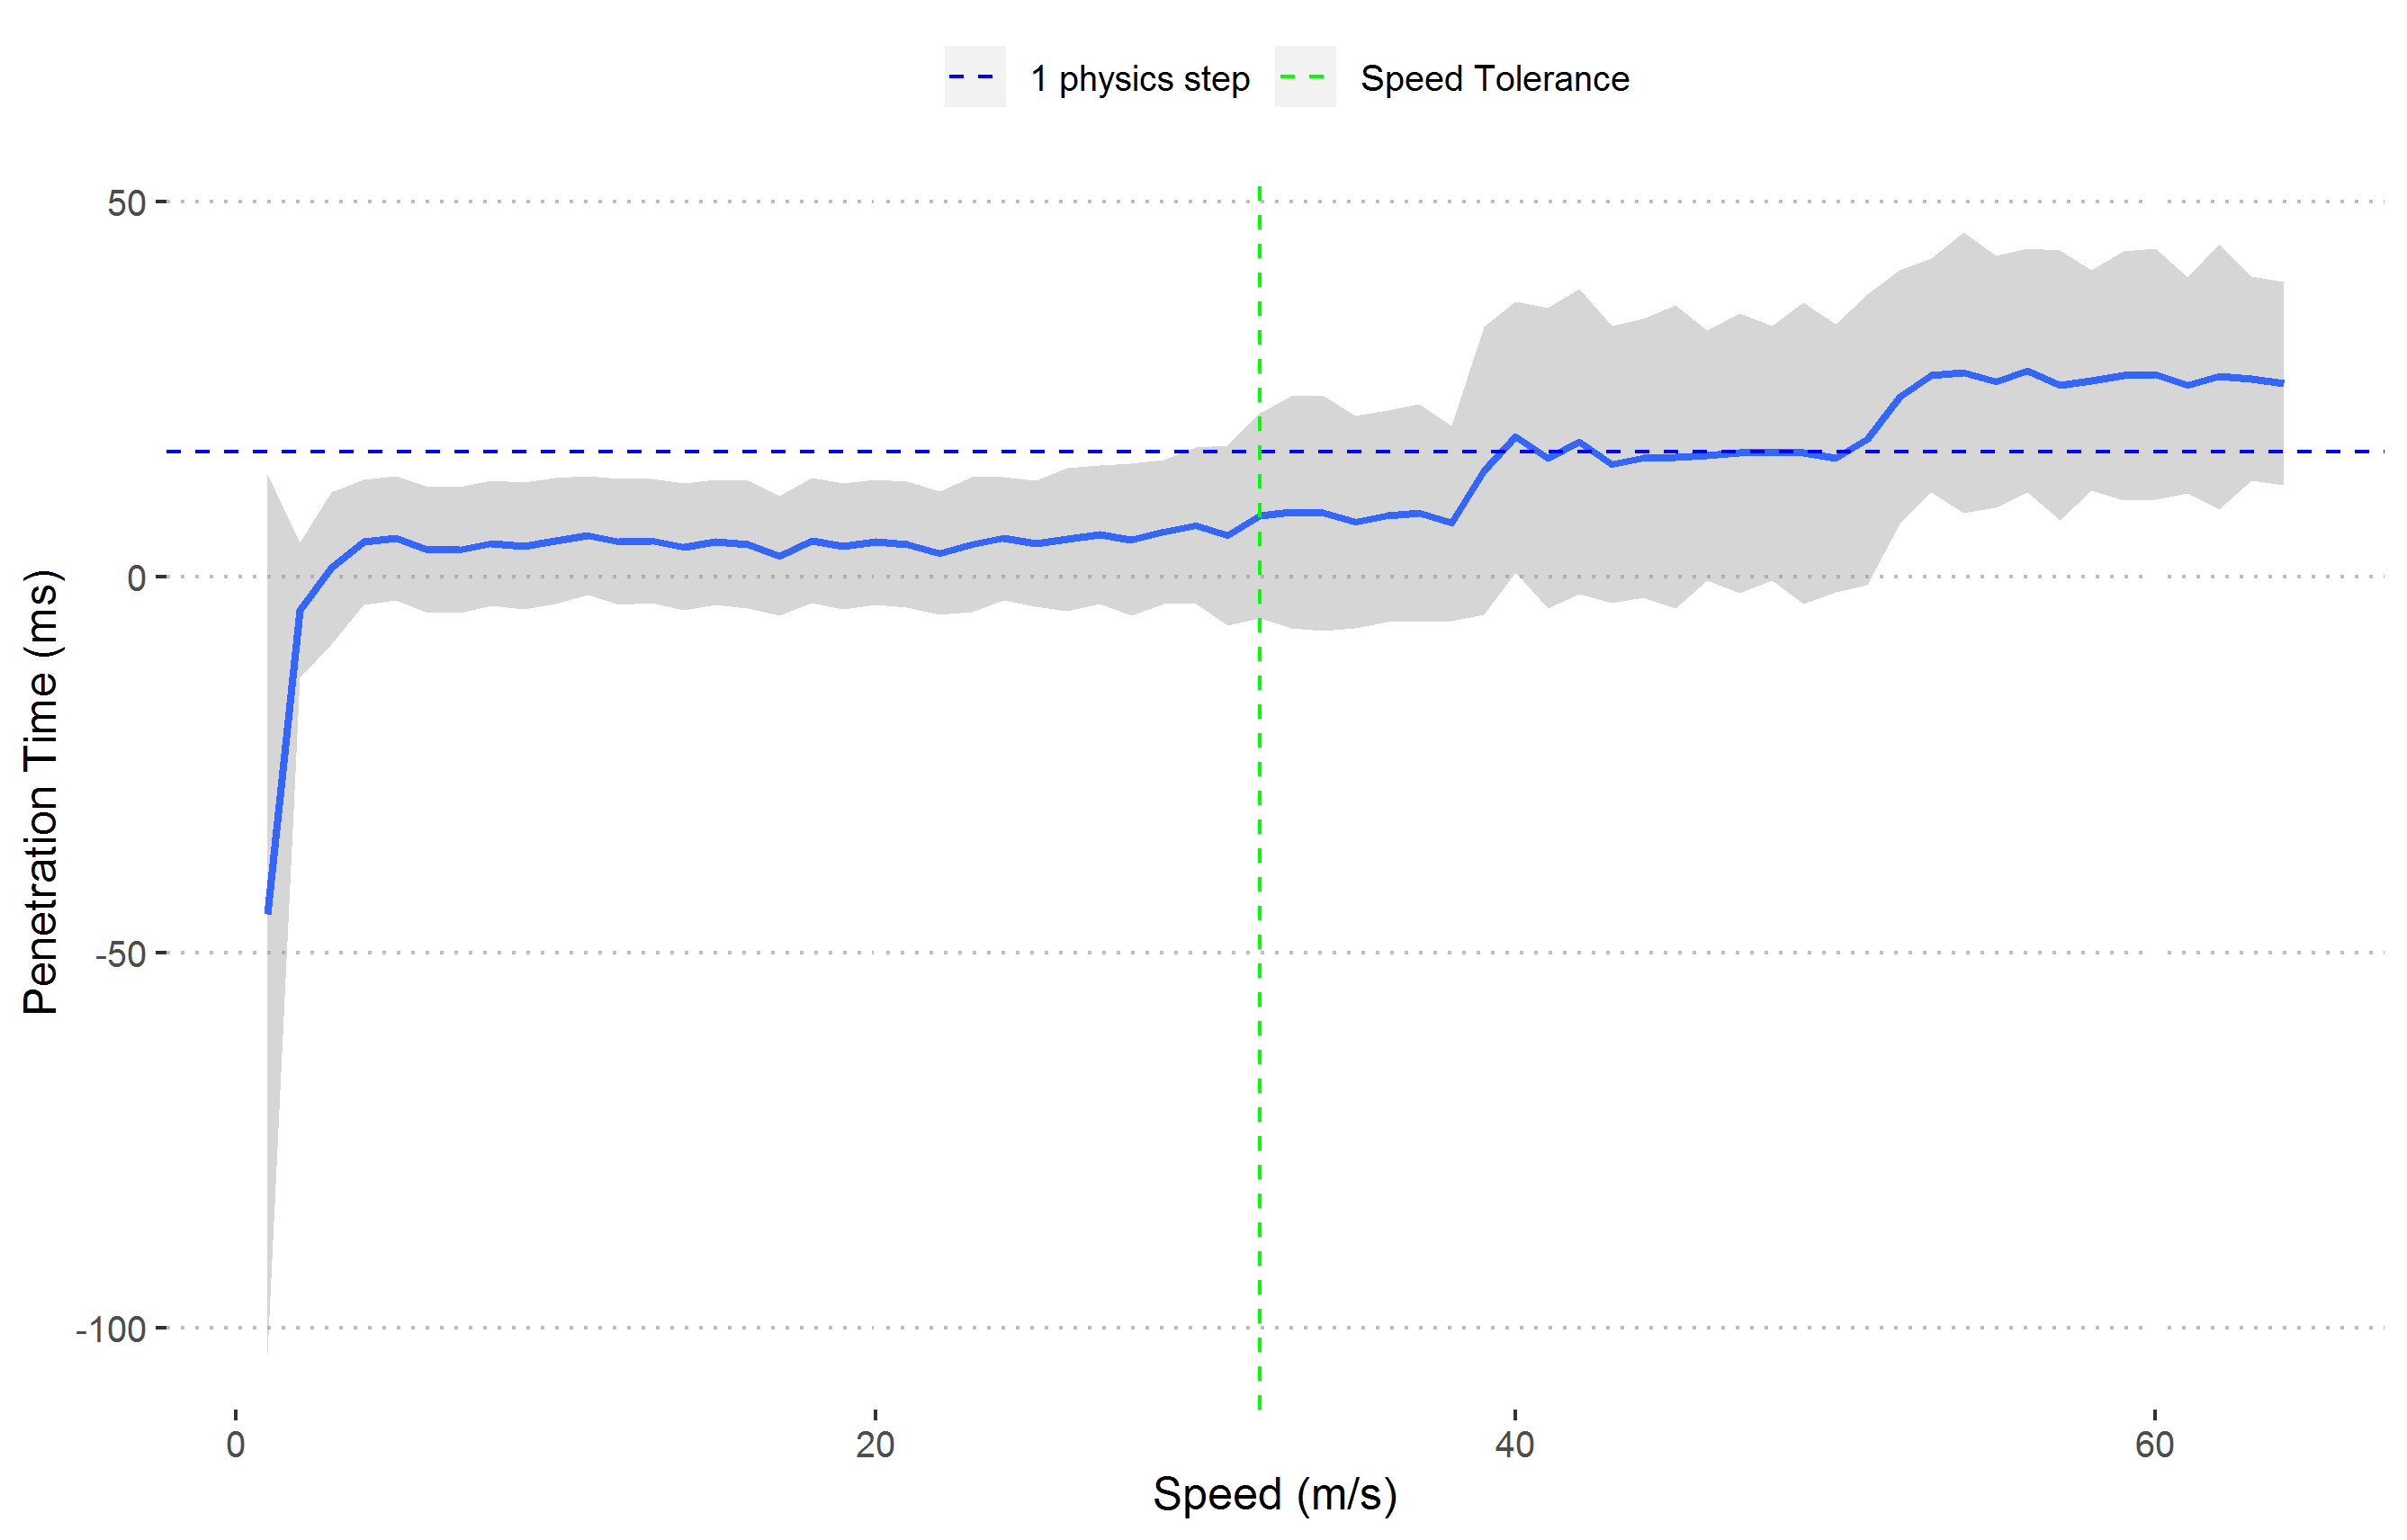 1 physics step Speed Tolerance
50
0
-50
-100
Penetration Time (ms)
0 20 40 60
Speed (m/s)